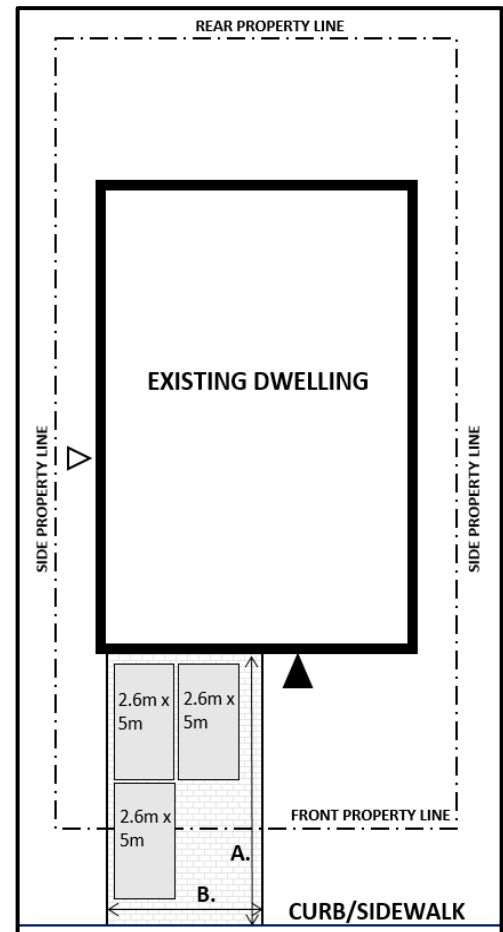 REAR PROPERTY LINE
EXISTING DWELLING
SIDE PROPERTY LINE
SIDE PROPERTY LINE
2.6m x
5m
2.6m x
5m
2.6m x
5m
FRONT PROPERTY LINE
A.
B.
CURB/SIDEWALK